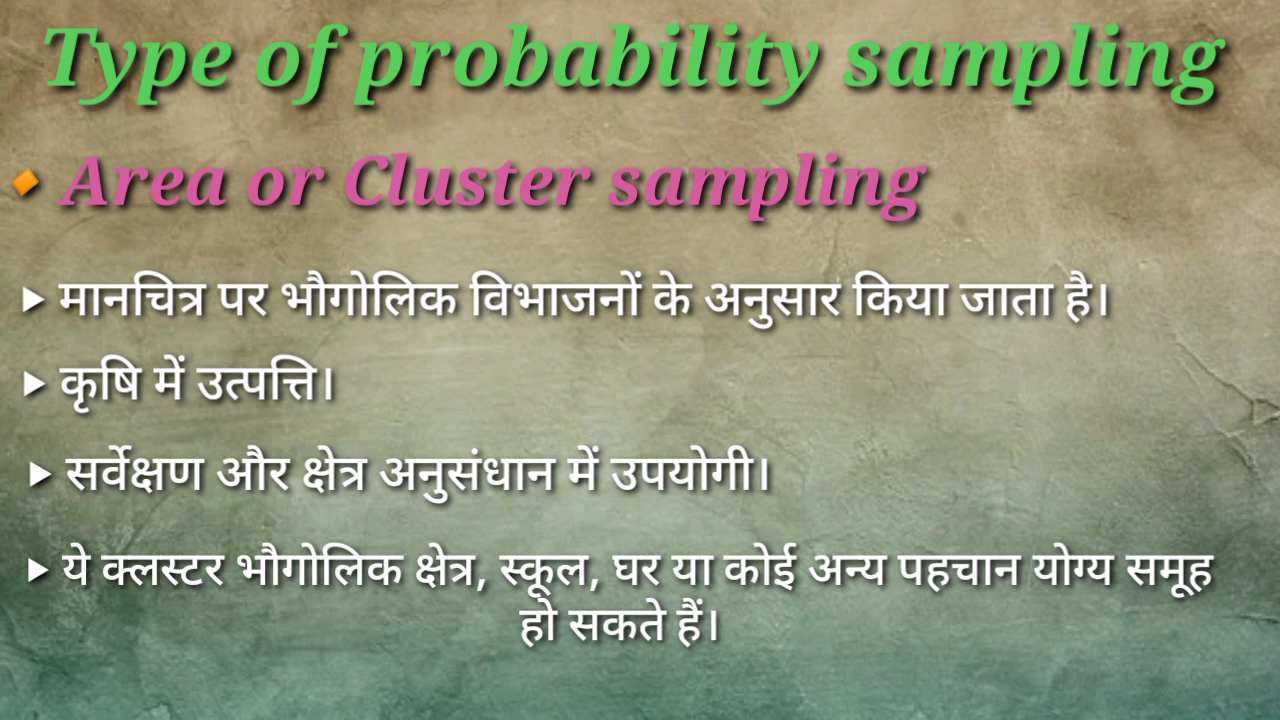 Type of probability sampling
🔸 Area or Cluster sampling
▶ मानचित्र पर भौगोलिक विभाजनों के अनुसार किया जाता है।
▶ कृषि में उत्पत्ति।
▶ सर्वेक्षण और क्षेत्र अनुसंधान में उपयोगी।
▶ ये क्लस्टर भौगोलिक क्षेत्र, स्कूल, घर या कोई अन्य पहचान योग्य समूह
हो सकते हैं।